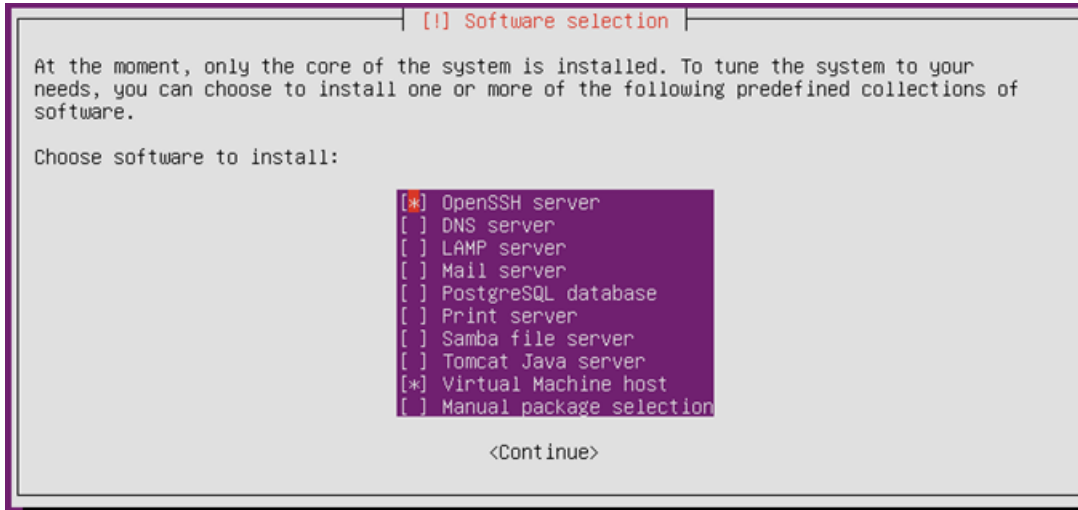 [!] Software selection
At the moment, only the core of the system is installed. To tune the system to your
needs, you can choose to install one or more of the following predefined collections of
software.
Choose software to install:
[*] OpenSSH server
[ ] DNS server
[ ] LAMP server
[ ] Mail server
[ ] PostgreSQL database
[ ] Print server
[ ] Samba file server
[ ] Tomcat Java server
[*] Virtual Machine host
[ ] Manual package selection
<Continue>